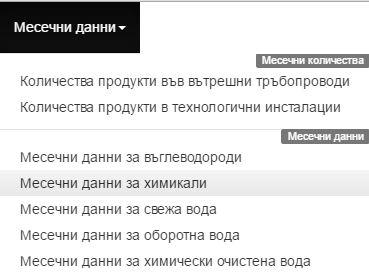 Месечни данни
Месечни количества
Количества продукти във вътрешни тръбопроводи
Количества продукти в технологични инсталации
Месечни данни
Месечни данни за въглеводороди
Месечни данни за химикали
Месечни данни за свежа вода
Месечни данни за оборотна вода
Месечни данни за химически очистена вода